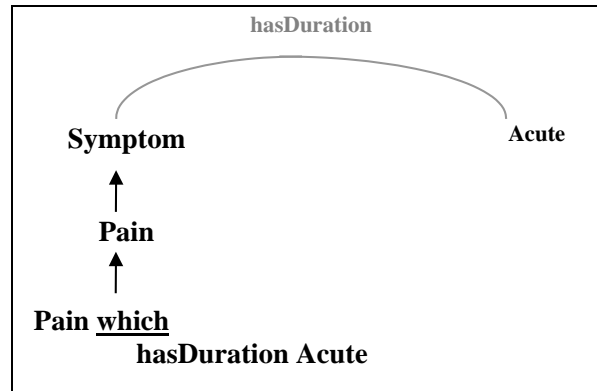 hasDuration
Symptom
Acute
Pain
Pain which
hasDuration Acute